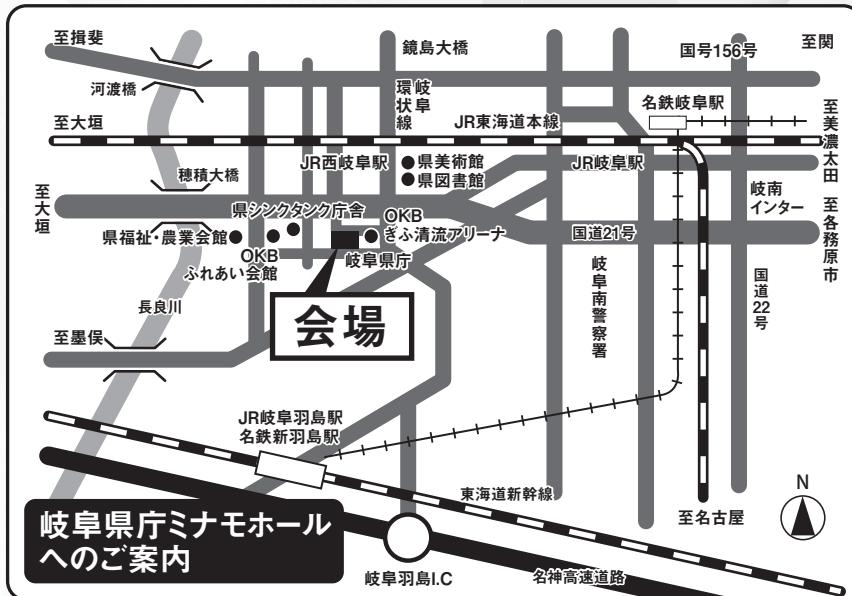 至揖斐
鏡島大橋
国号156号
至関
河渡橋
岐阜
環状線
名鉄岐阜駅
至大垣
JR東海道本線
至美濃太田
JR西岐阜駅
県美術館
県図書館
JR岐阜駅
穂積大橋
至大垣
岐南
インター
至各務原市
県シンクタンク庁舎
OKB
ぎふ清流アリーナ
国道21号
県福祉・農業会館
OKB
ふれあい会館
岐阜県庁
岐阜南警察署
国道22号
長良川
会場
至墨俣
JR岐阜羽島駅
名鉄新羽島駅
東海道新幹線
N
至名古屋
岐阜県庁ミナモホール
へのご案内
岐阜羽島I.C
名神高速道路